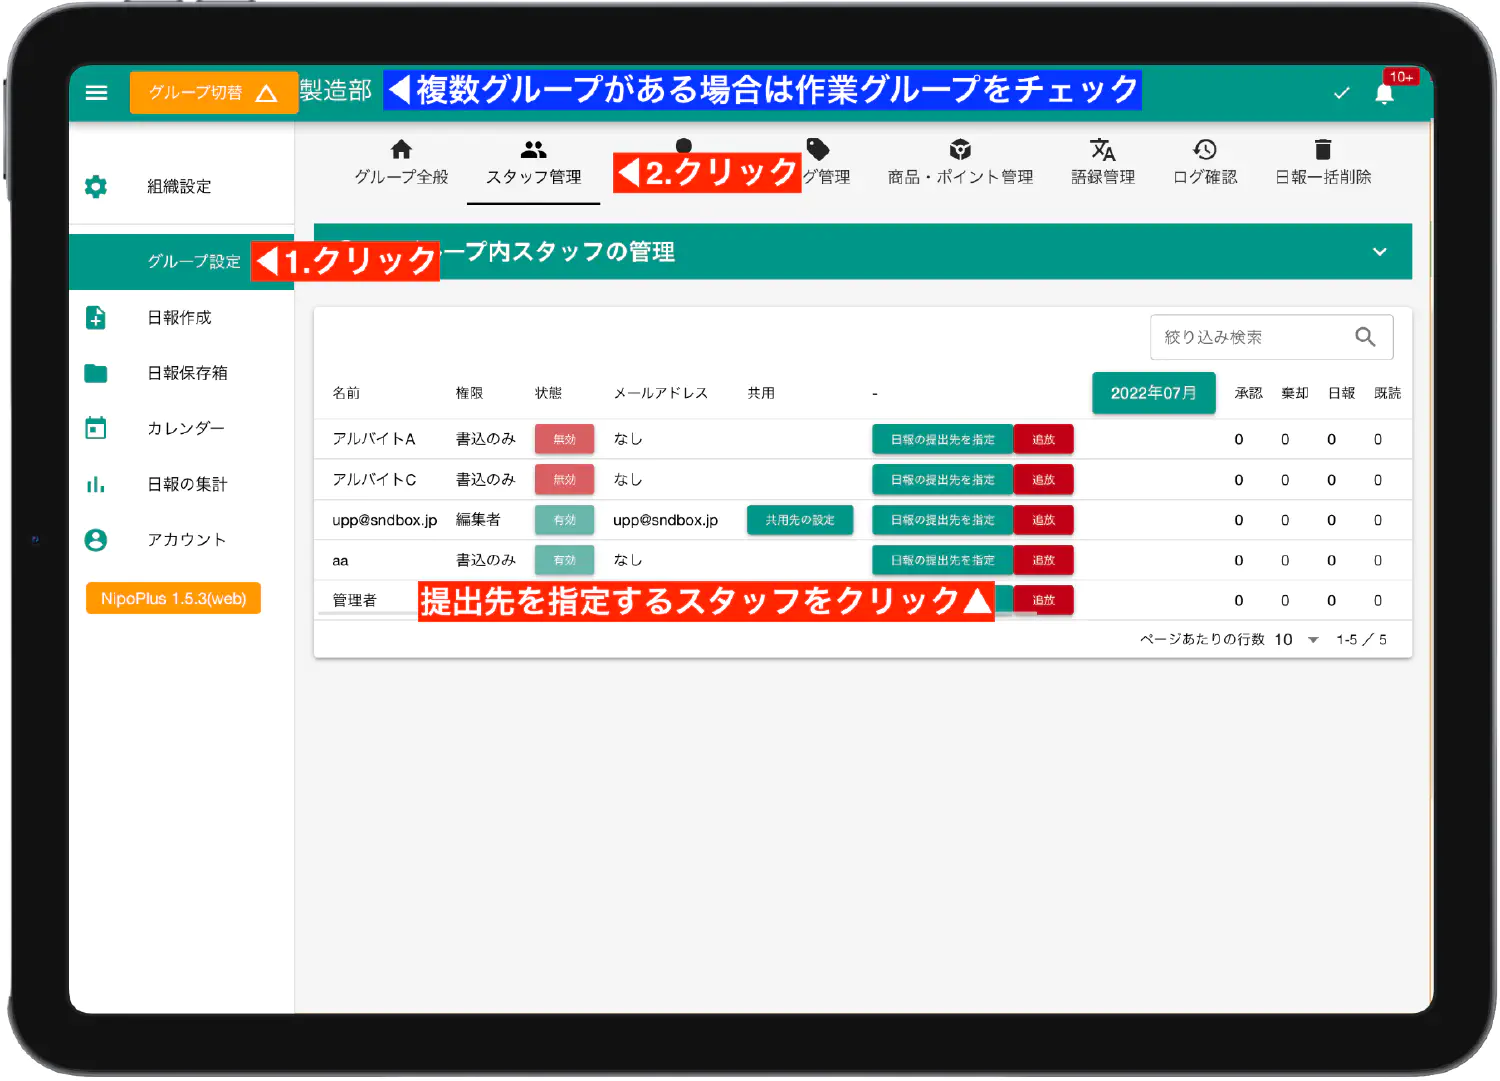 グループ切替 △ 製造部 ◀複数グループがある場合は作業グループをチェック 10+
組織設定
グループ設定 ◀1.クリック
日報作成
日報保存箱
カレンダー
日報の集計
アカウント
NipoPlus 1.5.3(web)
グループ全般 スタッフ管理 ◀2.クリック グ管理 商品・ポイント管理 語録管理 ログ確認 日報一括削除
ープ内スタッフの管理
絞り込み検索
名前 権限 状態 メールアドレス 共用 - 2022年07月 承認 棄却 日報 既読
アルバイトA 書込のみ 無効 なし 日報の提出先を指定 追放 0 0 0 0
アルバイトC 書込のみ 無効 なし 日報の提出先を指定 追放 0 0 0 0
upp@sndbox.jp 編集者 有効 upp@sndbox.jp 共用先の設定 日報の提出先を指定 追放 0 0 0 0
aa 書込のみ 有効 なし 日報の提出先を指定 追放 0 0 0 0
管理者 提出先を指定するスタッフをクリック▲ 追放 0 0 0 0
ページあたりの行数 10 1-5 / 5